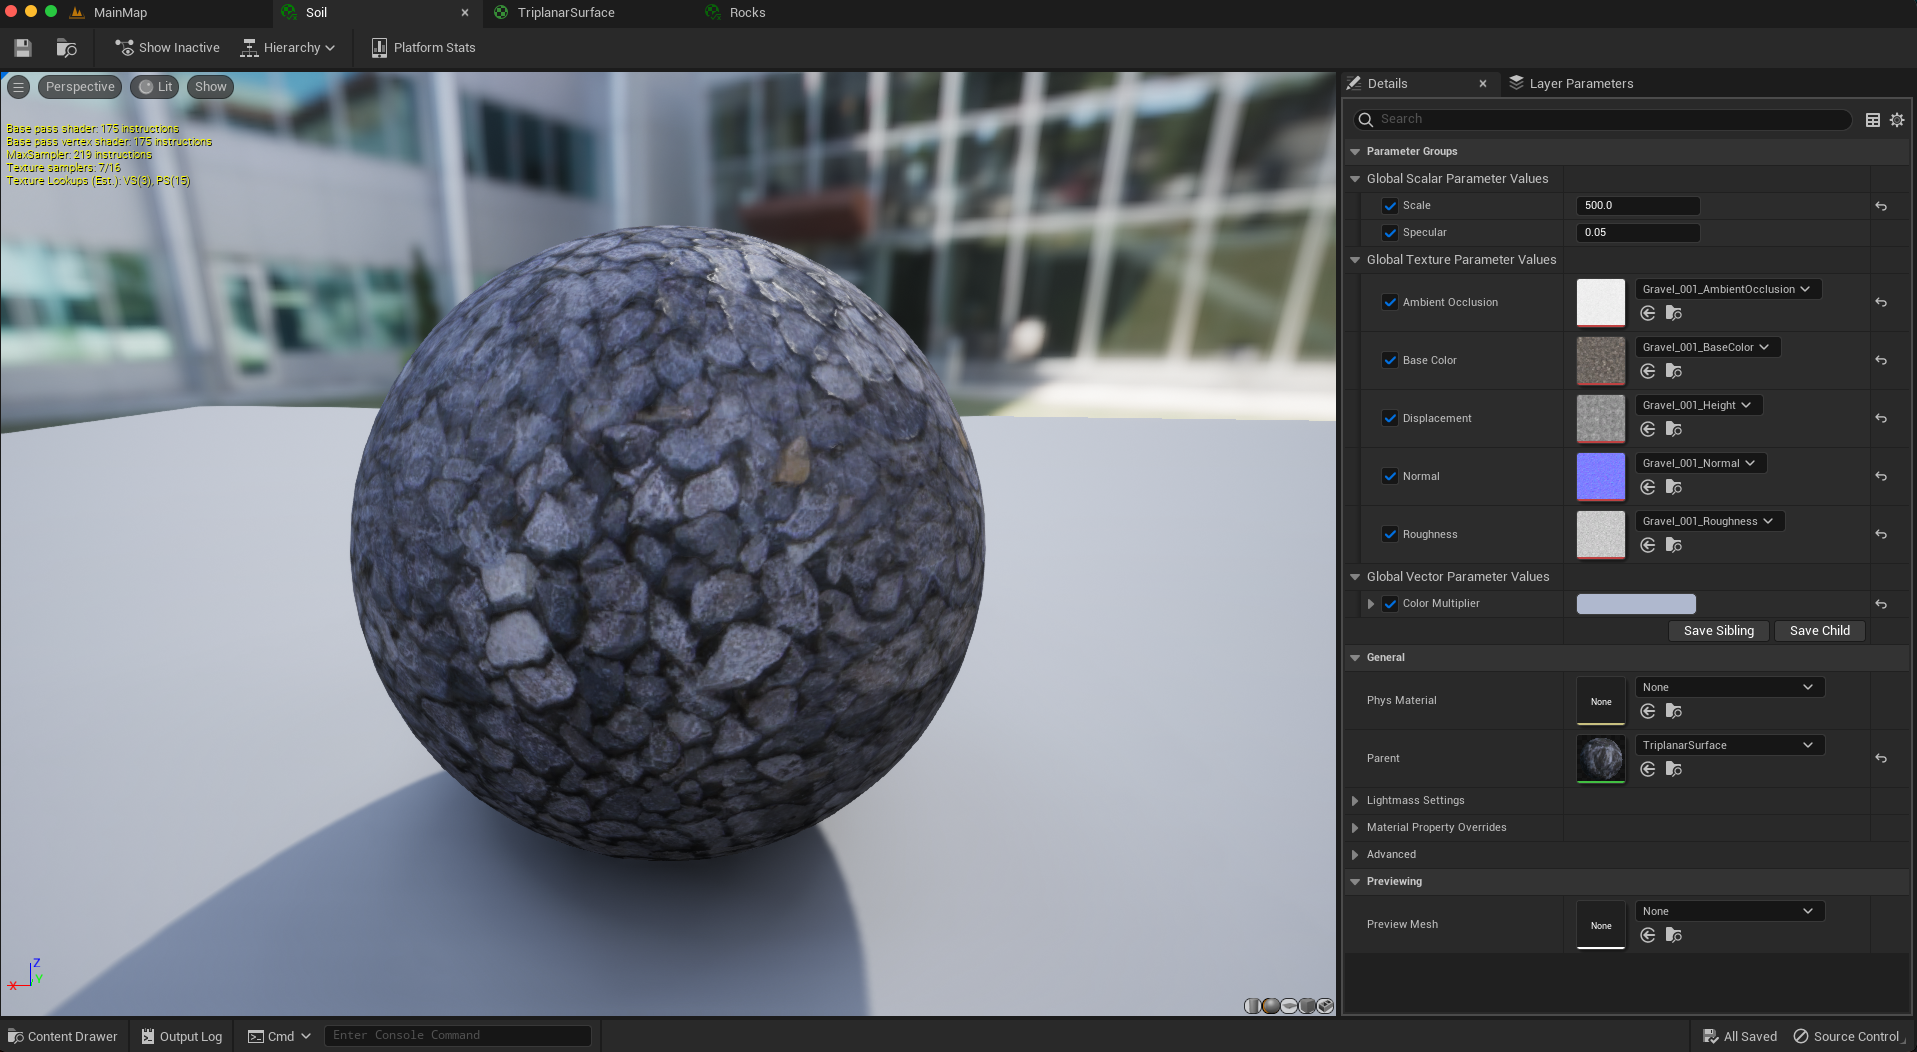 MainMap
Soil
TriplanarSurface
Rocks
Show Inactive
Hierarchy
Platform Stats
Perspective
Lit
Show
Base pass shader: 175 instructions
Base pass vertex shader: 175 instructions
MaxSampler: 219 instructions
Texture samplers: 7/16
Texture Lookups (Est.): VS(3), PS(15)
Z
Y
X
Details
Layer Parameters
Search
Parameter Groups
Global Scalar Parameter Values
Scale
500.0
Specular
0.05
Global Texture Parameter Values
Ambient Occlusion
Gravel_001_AmbientOcclusion
Base Color
Gravel_001_BaseColor
Displacement
Gravel_001_Height
Normal
Gravel_001_Normal
Roughness
Gravel_001_Roughness
Global Vector Parameter Values
Color Multiplier
Save Sibling
Save Child
General
Phys Material
None
None
Parent
TriplanarSurface
Lightmass Settings
Material Property Overrides
Advanced
Previewing
Preview Mesh
None
None
Content Drawer
Output Log
Cmd
Enter Console Command
All Saved
Source Control